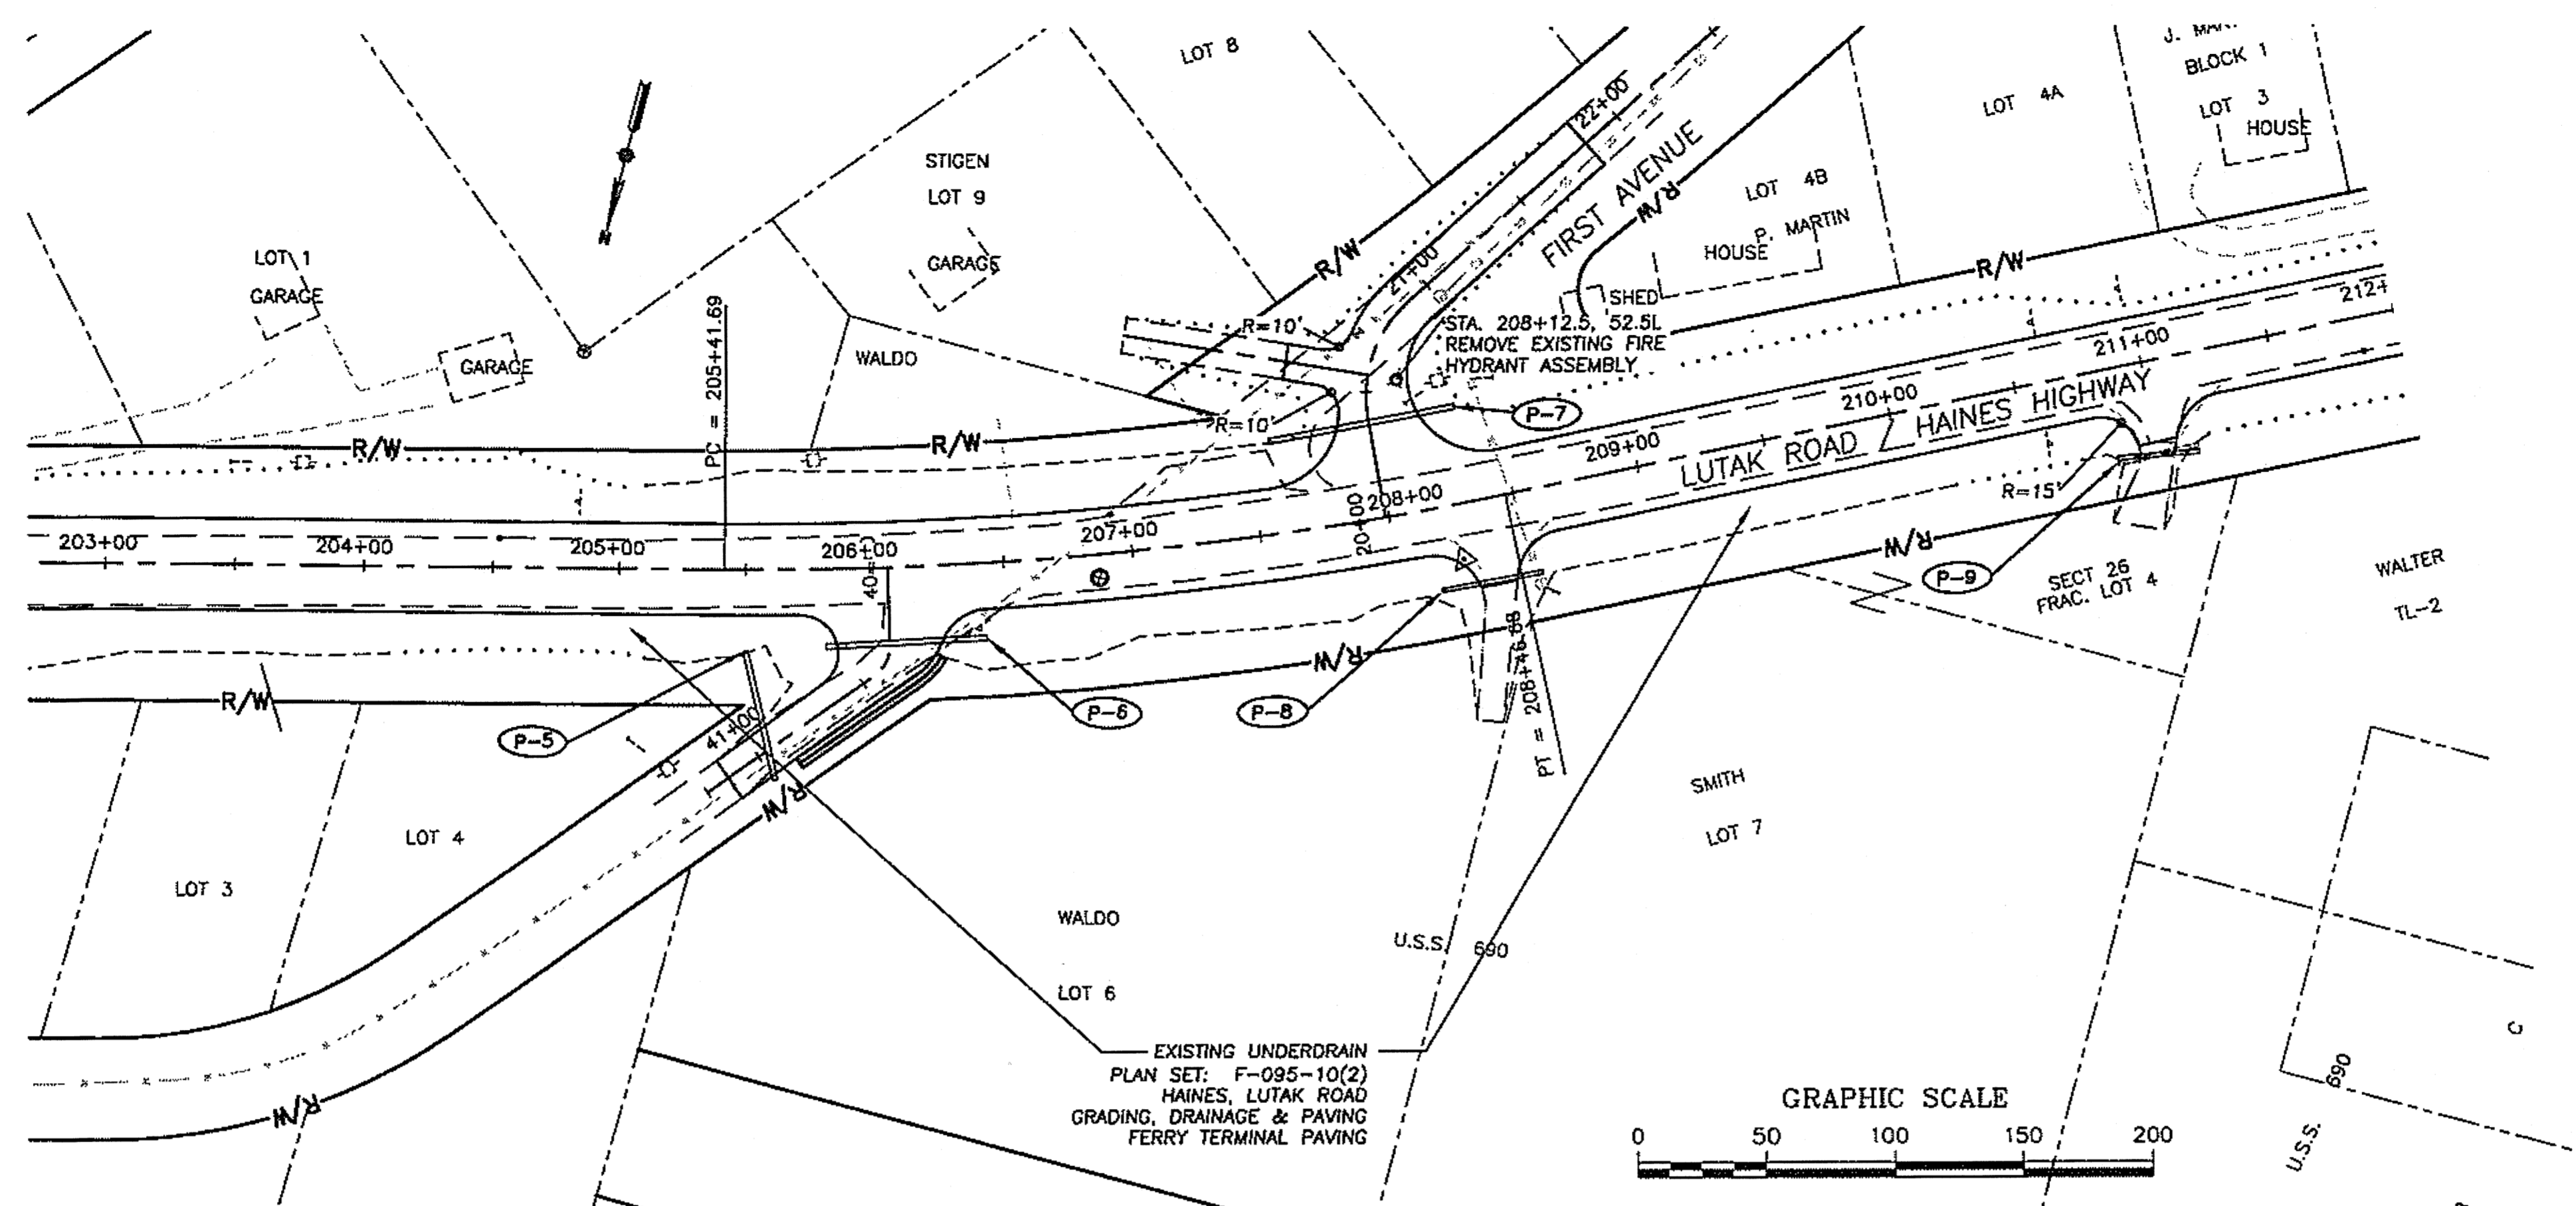 LOT 8
J. MAR.
BLOCK 1
LOT 3
HOUSE
LOT 4A
22+00
STIGEN
LOT 9
GARAGE
FIRST AVENUE
R/W
LOT 4B
P. MARTIN
HOUSE
N
LOT 1
GARAGE
GARAGE
R/W
21+00
R/W
SHED
212+
PC = 205+41.69
WALDO
R=10'
STA. 208+12.5, 52.5L
REMOVE EXISTING FIRE
HYDRANT ASSEMBLY
211+00
210+00
R/W
R/W
R=10'
P-7
209+00
LUTAK ROAD / HAINES HIGHWAY
203+00
204+00
205+00
206+00
207+00
208+00
20+00
R=15'
R/W
P-9
SECT 26
FRAC. LOT 4
WALTER
TL-2
R/W
R/W
P-5
41+00
P-6
P-8
PT = 208+46.68
R/W
SMITH
LOT 7
LOT 4
LOT 3
WALDO
LOT 6
U.S.S. 690
R/W
EXISTING UNDERDRAIN
PLAN SET: F-095-10(2)
HAINES, LUTAK ROAD
GRADING, DRAINAGE & PAVING
FERRY TERMINAL PAVING
GRAPHIC SCALE
0 50 100 150 200
C
U.S.S. 690